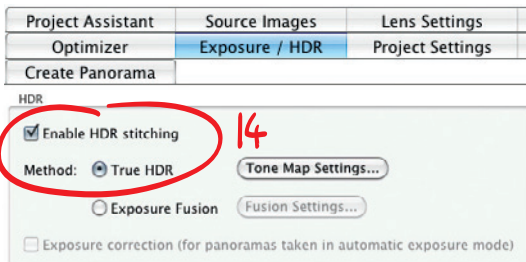 Project Assistant Source Images Lens Settings
Optimizer Exposure / HDR Project Settings
Create Panorama
HDR
Enable HDR stitching 14
Method: True HDR Tone Map Settings...
Exposure Fusion Fusion Settings...
Exposure correction (for panoramas taken in automatic exposure mode)